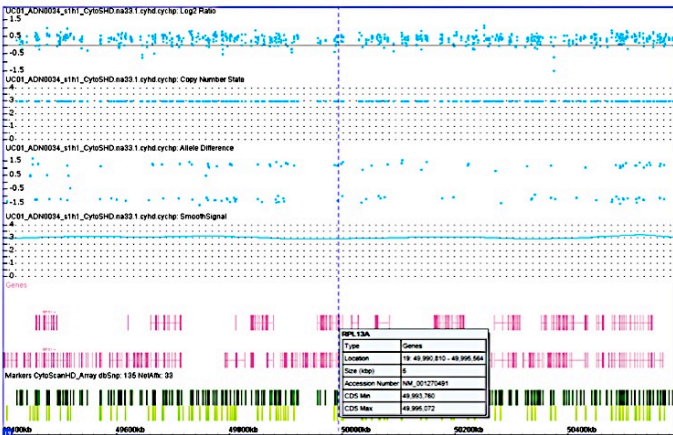 UC01_ADN0034_s1h1_CytoSHD.na33.1.cyhd.cychp: Log2 Ratio
1.5
0.5
-0.5
-1.5
UC01_ADN0034_s1h1_CytoSHD.na33.1.cyhd.cychp: Copy Number State
4
3
2
1
0
UC01_ADN0034_s1h1_CytoSHD.na33.1.cyhd.cychp: Allele Difference
1.5
0.5
-0.5
-1.5
UC01_ADN0034_s1h1_CytoSHD.na33.1.cyhd.cychp: SmoothSignal
4
3
2
1
0
Genes
RPL13A
Type Genes
Location 19: 49,990,810 - 49,995,564
Size (kbp) 5
Accession Number NM_001270491
CDS Min 49,993,760
CDS Max 49,995,072
Markers CytoScanHD_Array dbSnp: 135 NetAffx: 33
49600kb 49800kb 50000kb 50200kb 50400kb